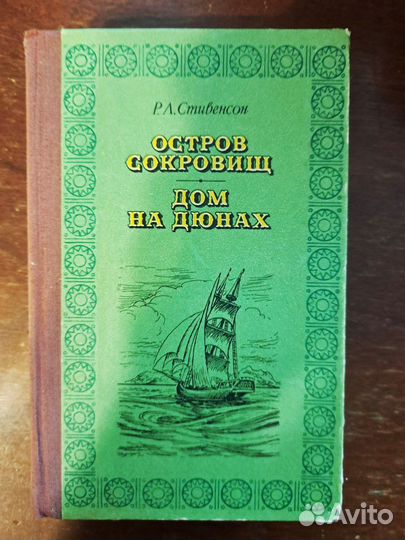 Р.Л.Стивенсон
ОСТРОВ
СОКРОВИЩ
ДОМ
НА ДЮНАХ
Avito